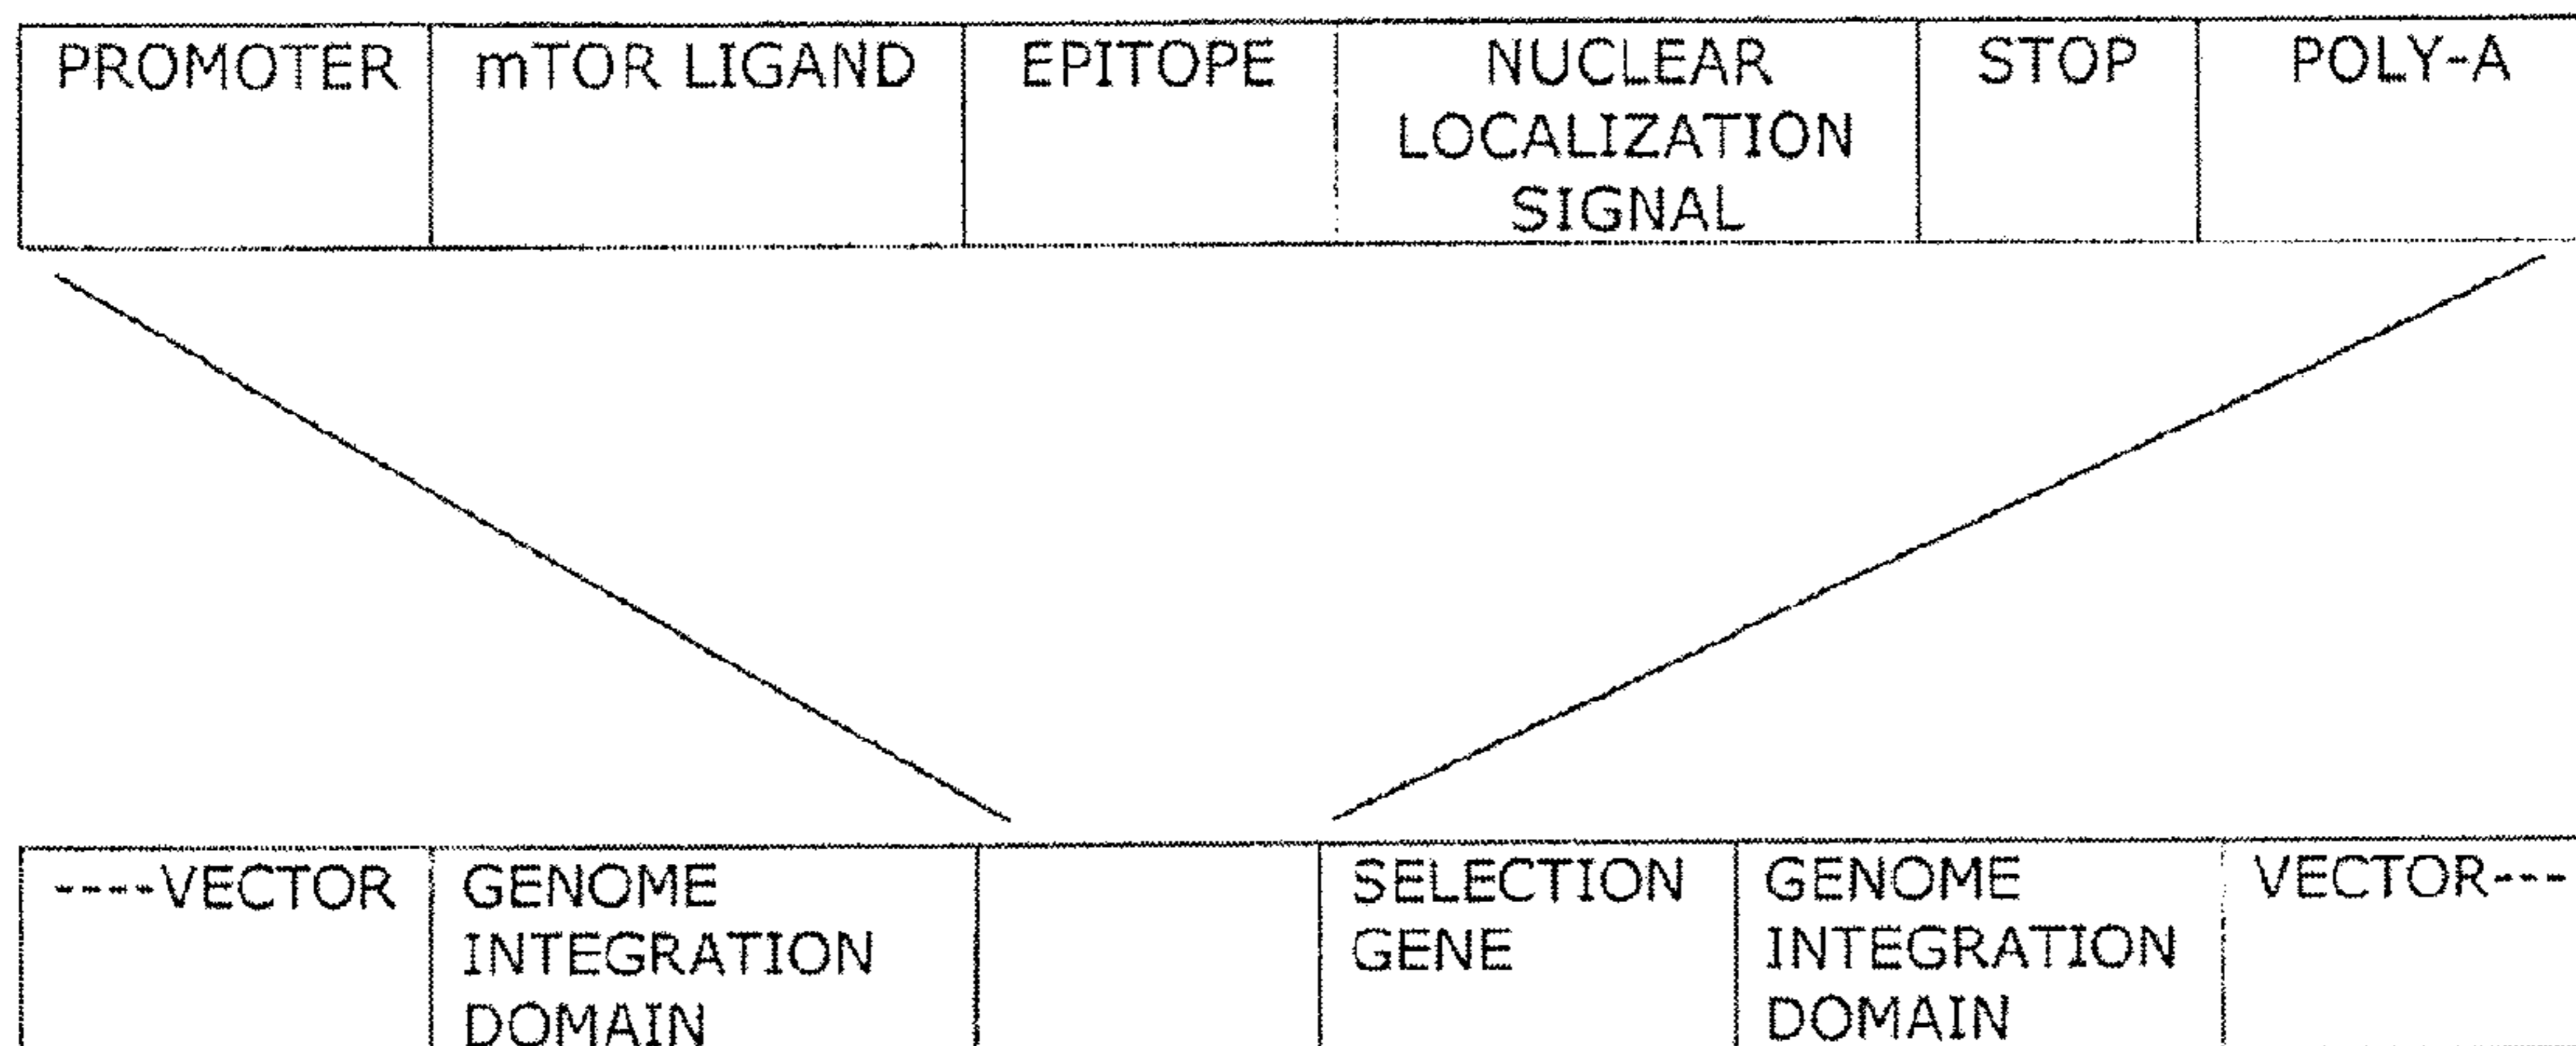 PROMOTER
mTOR LIGAND
EPITOPE
NUCLEAR
LOCALIZATION
SIGNAL
STOP
POLY-A
----VECTOR
GENOME
INTEGRATION
DOMAIN
SELECTION
GENE
GENOME
INTEGRATION
DOMAIN
VECTOR---